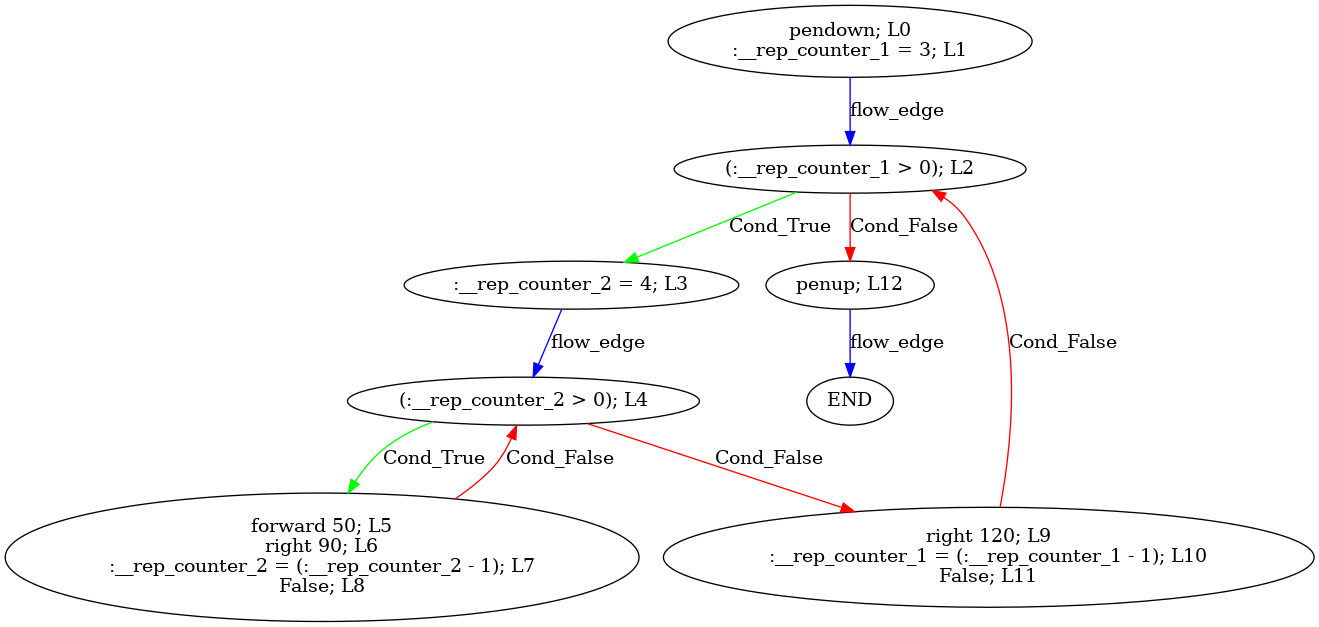 pendown; L0
:__rep_counter_1 = 3; L1
flow_edge
(:__rep_counter_1 > 0); L2
Cond_True
Cond_False
:__rep_counter_2 = 4; L3
penup; L12
flow_edge
flow_edge
Cond_False
(:__rep_counter_2 > 0); L4
END
Cond_True
Cond_False
Cond_False
forward 50; L5
right 90; L6
:__rep_counter_2 = (:__rep_counter_2 - 1); L7
False; L8
right 120; L9
:__rep_counter_1 = (:__rep_counter_1 - 1); L10
False; L11